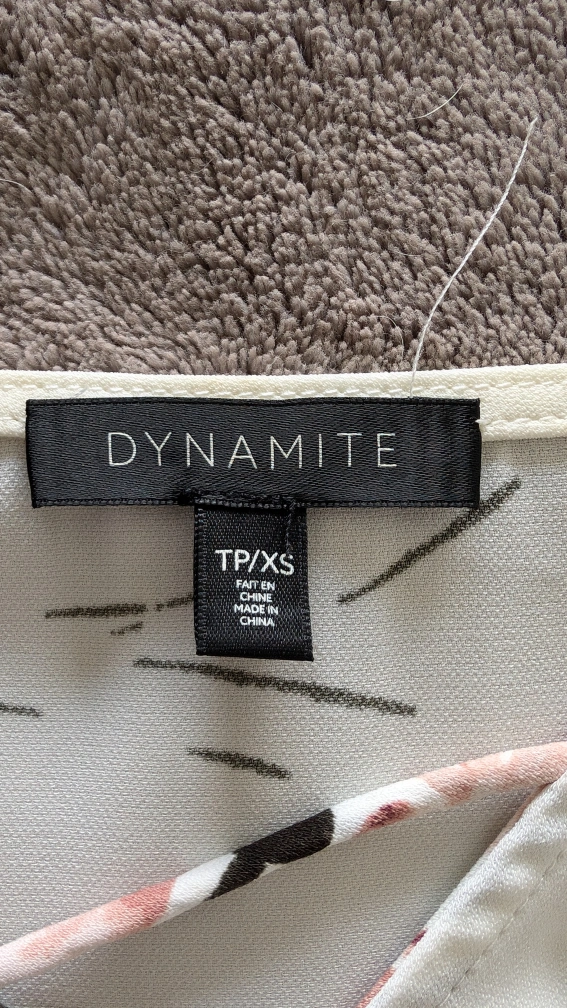 DYNAMITE
TP/XS
FAIT EN
CHINE
MADE IN
CHINA